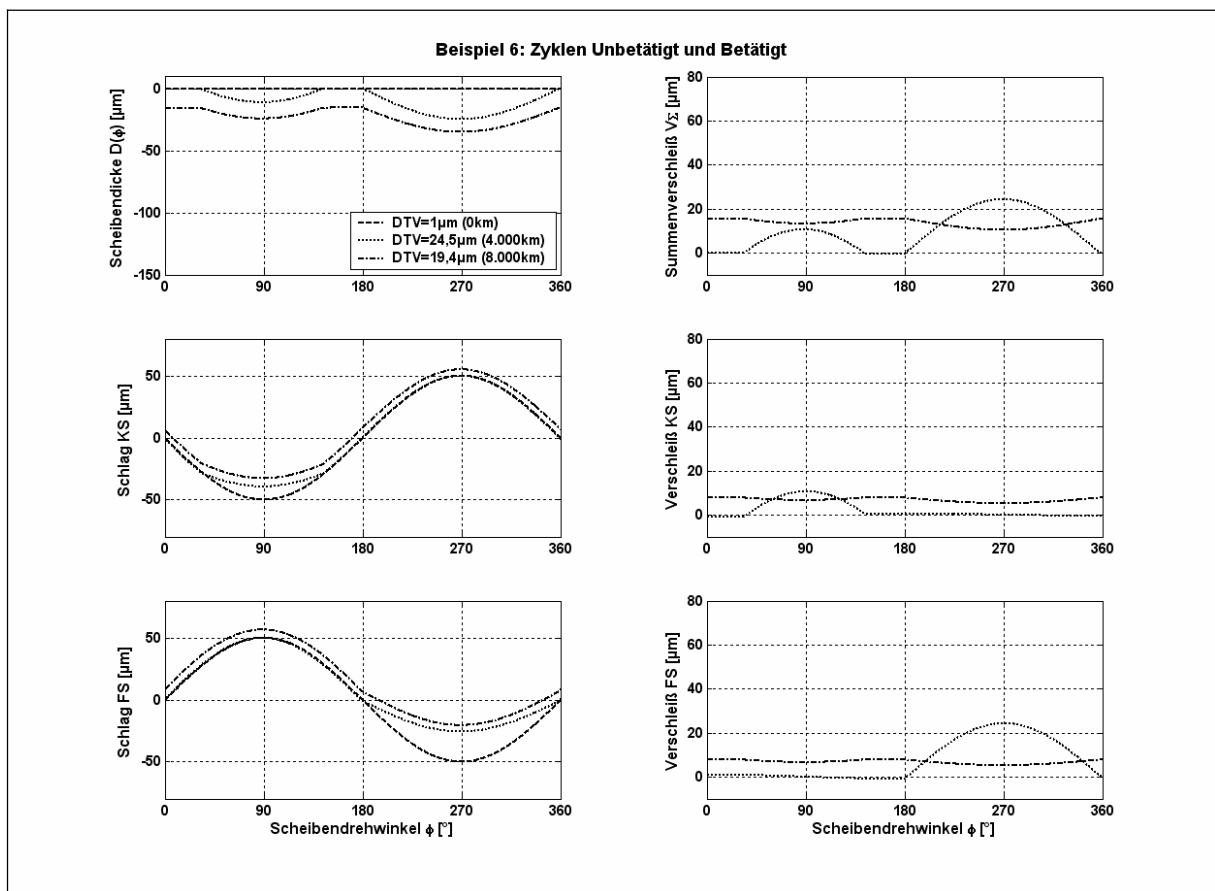 Beispiel 6: Zyklen Unbetätigt und Betätigt
Scheibendicke D(ϕ) [µm]
0
-50
-100
-150
DTV=1µm (0km)
DTV=24,5µm (4.000km)
DTV=19,4µm (8.000km)
0 90 180 270 360
Summenverschleiß VΣ [µm]
80
60
40
20
0
0 90 180 270 360
Schlag KS [µm]
50
0
-50
0 90 180 270 360
Verschleiß KS [µm]
80
60
40
20
0
0 90 180 270 360
Schlag FS [µm]
50
0
-50
0 90 180 270 360
Scheibendrehwinkel ϕ [°]
Verschleiß FS [µm]
80
60
40
20
0
0 90 180 270 360
Scheibendrehwinkel ϕ [°]